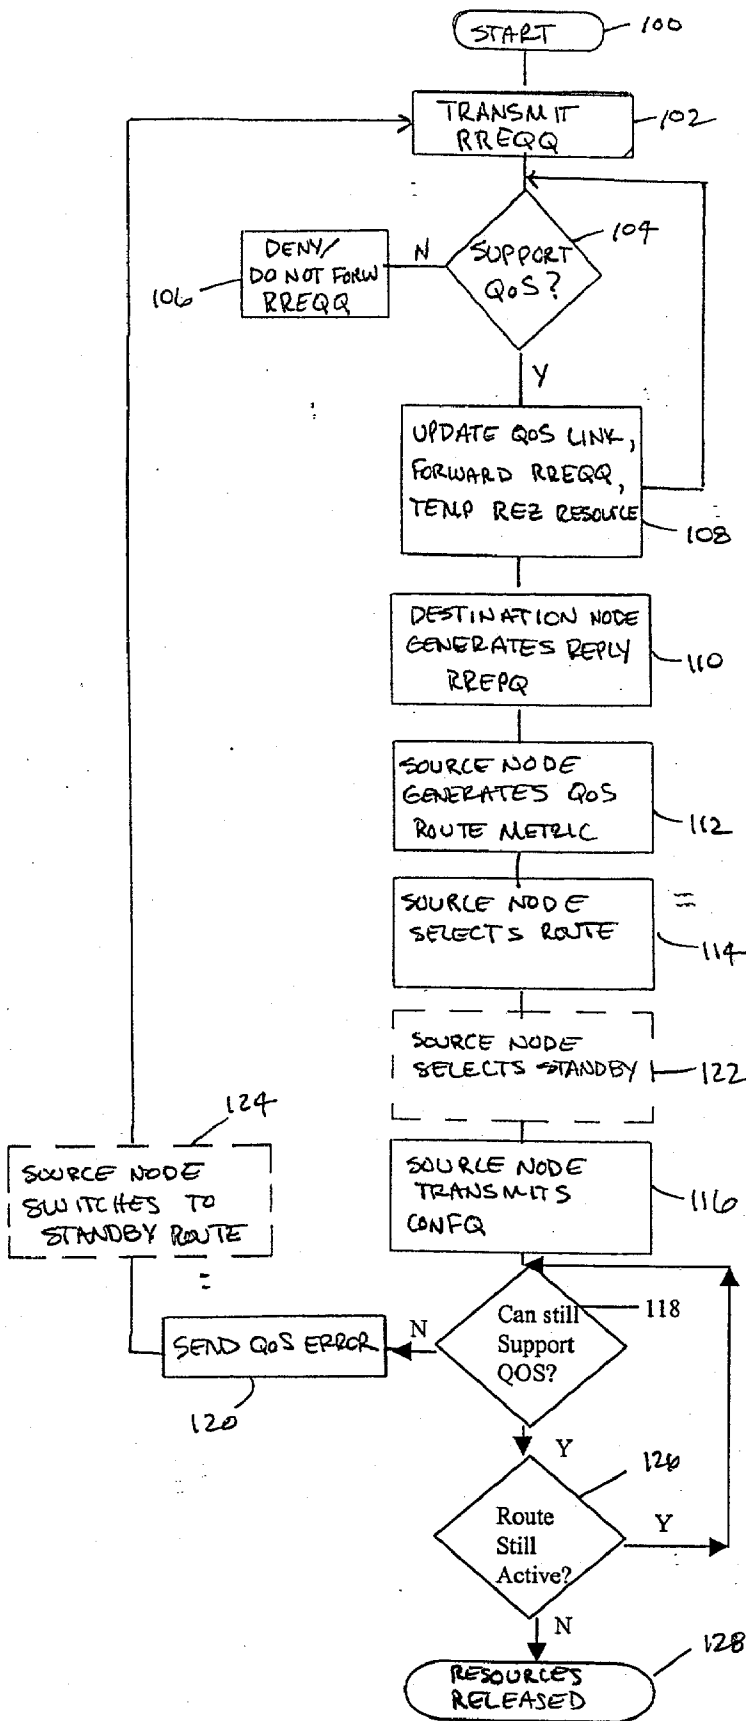 START
100
TRANSMIT
RREQQ
102
SUPPORT
QOS?
104
N
DENY/
DO NOT FORW
RREQQ
106
Y
UPDATE QOS LINK,
FORWARD RREQQ,
TEMP REZ RESOURCE
108
DESTINATION NODE
GENERATES REPLY
RREPQ
110
SOURCE NODE
GENERATES QOS
ROUTE METRIC
112
SOURCE NODE
SELECTS ROUTE
114
SOURCE NODE
SELECTS STANDBY
122
124
SOURCE NODE
SWITCHES TO
STANDBY ROUTE
SOURCE NODE
TRANSMITS
CONFQ
116
Can still
Support
QOS?
118
N
SEND QOS ERROR
120
Y
Route
Still
Active?
126
Y
N
RESOURCES
RELEASED
128